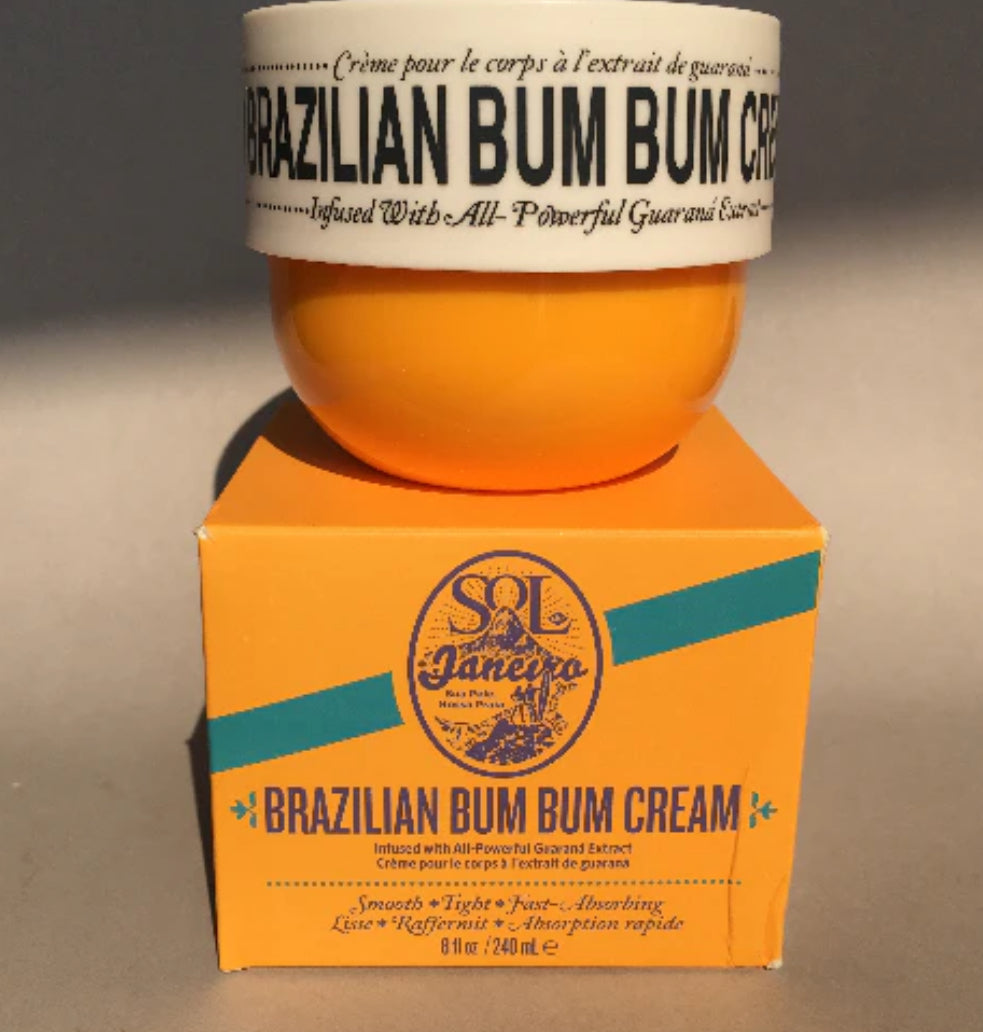 Crème pour le corps à l'extrait de guaraná
BRAZILIAN BUM BUM CRE
Infused With All-Powerful Guaraná Extract
SOL
de
Janeiro
BRAZILIAN BUM BUM CREAM
Infused with All-Powerful Guaraná Extract
Crème pour le corps à l'extrait de guaraná
Smooth Tight Fast-Absorbing
Lisse Raffermit Absorption rapide
8 fl oz / 240 mL ℮